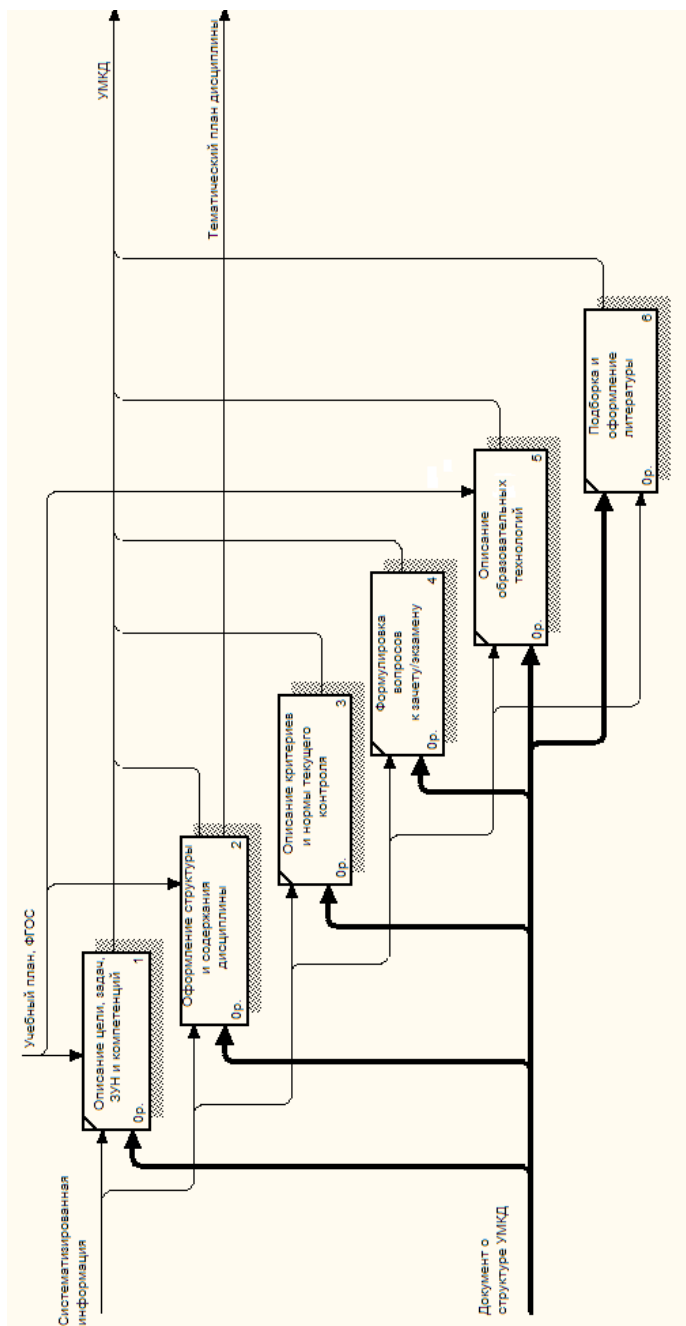 Учебный план, ФГОС
Систематизированная
информация
Документ о
структуре УМКД
Описание цели, задач,
ЗУН и компетенций
0р.
1
Оформление структуры
и содержания
дисциплины
0р.
2
Описание критериев
и нормы текущего
контроля
0р.
3
Формулировка
вопросов
к зачету/экзамену
0р.
4
Описание
образовательных
технологий
0р.
5
Подборка и
оформление
литературы
0р.
6
УМКД
Тематический план дисциплины